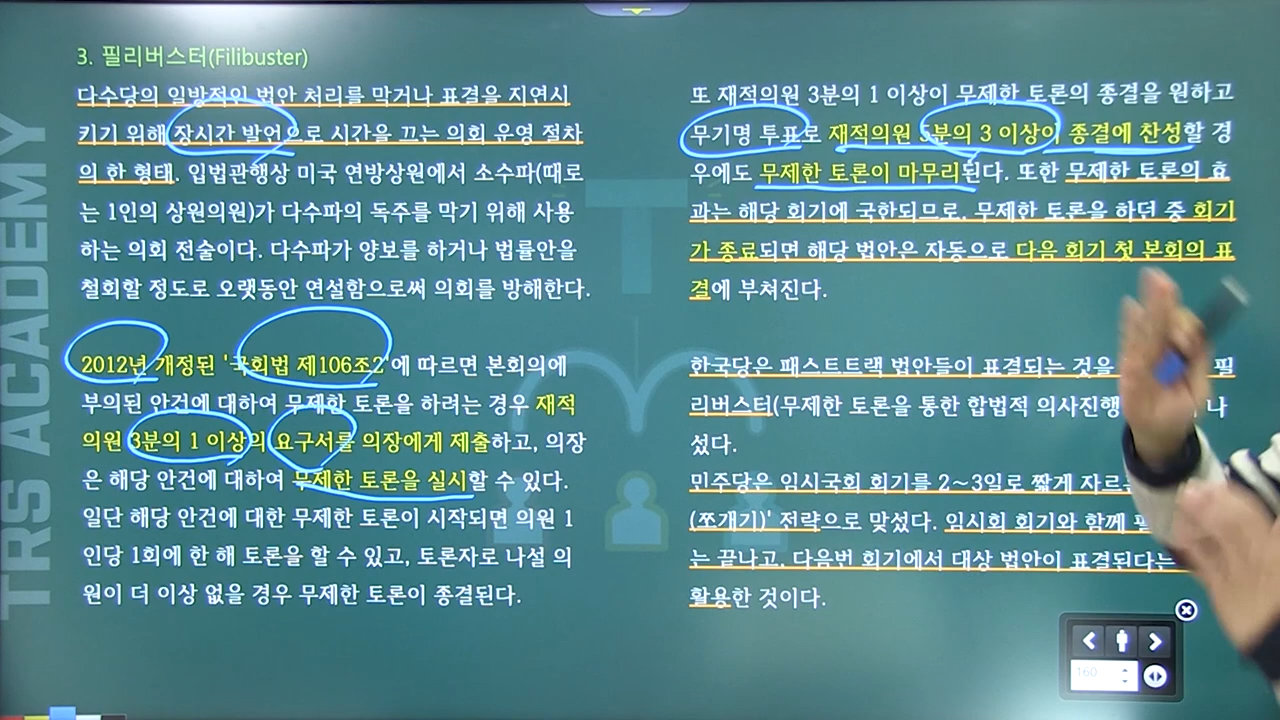 3. 필리버스터(Filibuster)
다수당의 일방적인 법안 처리를 막거나 표결을 지연시
키기 위해 장시간 발언으로 시간을 끄는 의회 운영 절차
의 한 형태. 입법관행상 미국 연방상원에서 소수파(때로
는 1인의 상원의원)가 다수파의 독주를 막기 위해 사용
하는 의회 전술이다. 다수파가 양보를 하거나 법률안을
철회할 정도로 오랫동안 연설함으로써 의회를 방해한다.
2012년 개정된 '국회법 제106조2'에 따르면 본회의에
부의된 안건에 대하여 무제한 토론을 하려는 경우 재적
의원 3분의 1 이상의 요구서를 의장에게 제출하고, 의장
은 해당 안건에 대하여 무제한 토론을 실시할 수 있다.
일단 해당 안건에 대한 무제한 토론이 시작되면 의원 1
인당 1회에 한 해 토론을 할 수 있고, 토론자로 나설 의
원이 더 이상 없을 경우 무제한 토론이 종결된다.
또 재적의원 3분의 1 이상이 무제한 토론의 종결을 원하고
무기명 투표로 재적의원 5분의 3 이상이 종결에 찬성할 경
우에도 무제한 토론이 마무리된다. 또한 무제한 토론의 효
과는 해당 회기에 국한되므로, 무제한 토론을 하던 중 회기
가 종료되면 해당 법안은 자동으로 다음 회기 첫 본회의 표
결에 부쳐진다.
한국당은 패스트트랙 법안들이 표결되는 것을 필
리버스터(무제한 토론을 통한 합법적 의사진행 나
섰다.
민주당은 임시국회 회기를 2~3일로 짧게 자르
(쪼개기)' 전략으로 맞섰다. 임시회 회기와 함께 필
는 끝나고, 다음번 회기에서 대상 법안이 표결된다는
활용한 것이다.
TRS ACADEMY
160